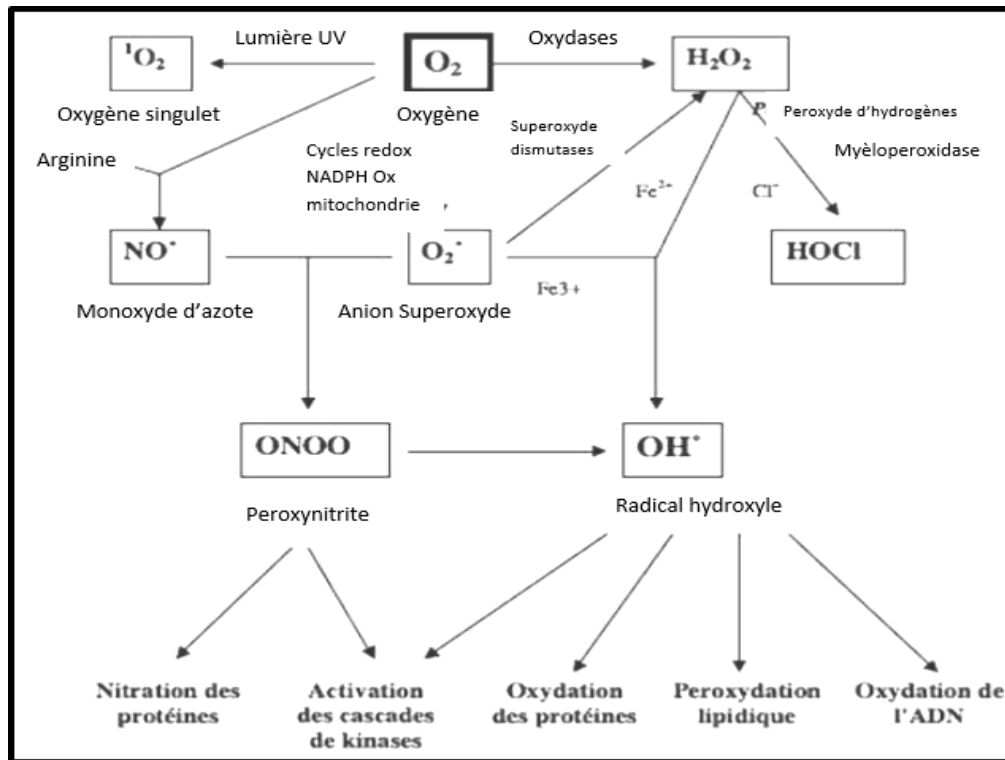 Lumière UV
Oxydases
¹O₂
O₂
H₂O₂
Oxygène singulet
Oxygène
P
Peroxyde d'hydrogènes
Superoxyde
dismutases
Arginine
Cycles redox
NADPH Ox
mitochondrie
Myèloperoxidase
Fe²⁺
Cl⁻
NO•
O₂•
HOCl
Monoxyde d'azote
Anion Superoxyde
Fe3+
ONOO
OH•
Peroxynitrite
Radical hydroxyle
Nitration des
protéines
Activation
des cascades
de kinases
Oxydation
des protéines
Peroxydation
lipidique
Oxydation de
l'ADN